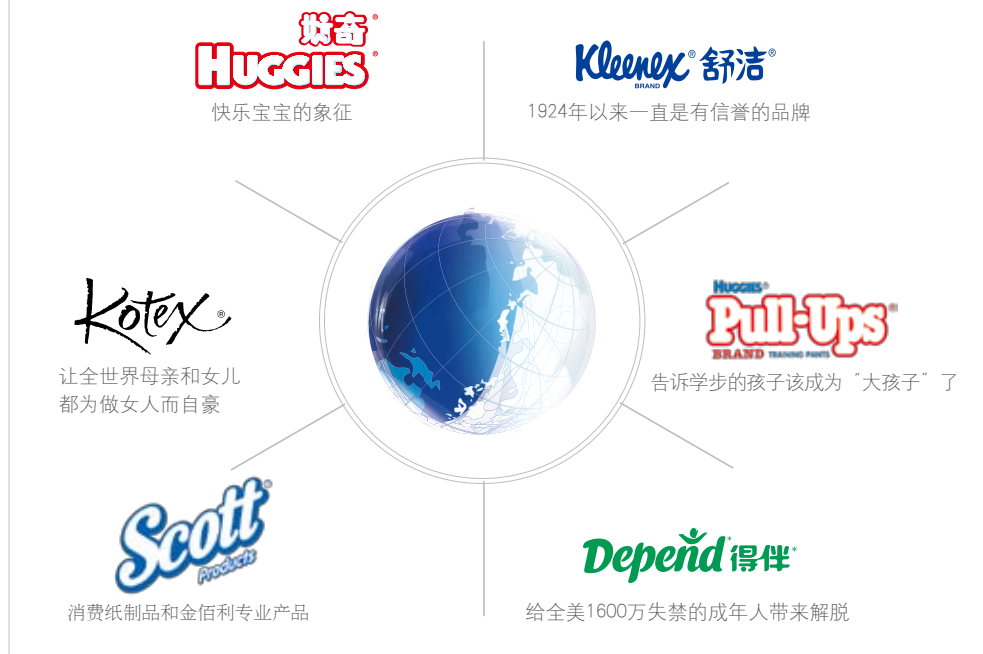 好奇®
HUGGIES®
快乐宝宝的象征
Kleenex® 舒洁®
BRAND
1924年以来一直是有信誉的品牌
Kotex®
让全世界母亲和女儿
都为做女人而自豪
HUGGIES®
Pull-Ups®
BRAND TRAINING PANTS
告诉学步的孩子该成为“大孩子”了
Scott®
Products
消费纸制品和金佰利专业产品
Depend®得伴®
给全美1600万失禁的成年人带来解脱